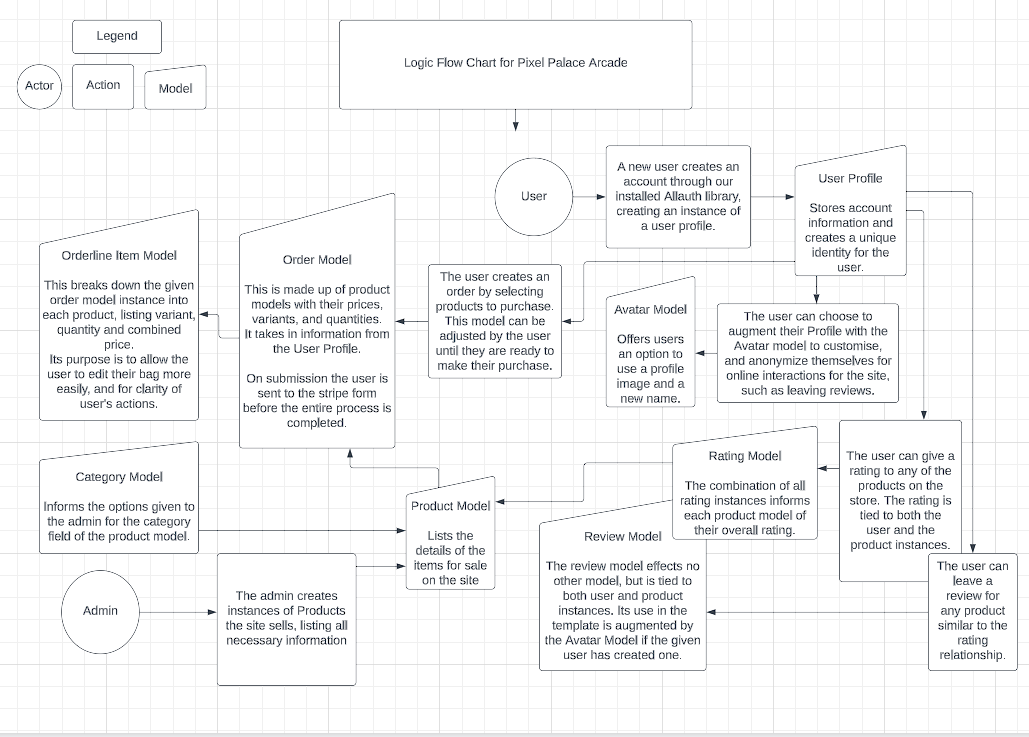 Legend
Actor
Action
Model
Logic Flow Chart for Pixel Palace Arcade
User
A new user creates an
account through our
installed Allauth library,
creating an instance of
a user profile.
User Profile
Stores account
information and
creates a unique
identity for the
user.
Orderline Item Model
This breaks down the given
order model instance into
each product, listing variant,
quantity and combined
price.
Its purpose is to allow the
user to edit their bag more
easily, and for clarity of
user's actions.
Order Model
This is made up of product
models with their prices,
variants, and quantities.
It takes in information from
the User Profile.
On submission the user is
sent to the stripe form
before the entire process is
completed.
The user creates an
order by selecting
products to purchase.
This model can be
adjusted by the user
until they are ready to
make their purchase.
Avatar Model
Offers users
an option to
use a profile
image and a
new name.
The user can choose to
augment their Profile with the
Avatar model to customise,
and anonymize themselves for
online interactions for the site,
such as leaving reviews.
Category Model
Informs the options given to
the admin for the category
field of the product model.
Product Model
Lists the
details of the
items for sale
on the site
Rating Model
The combination of all
rating instances informs
each product model of
their overall rating.
The user can give a
rating to any of the
products on the
store. The rating is
tied to both the
user and the
product instances.
Review Model
The review model effects no
other model, but is tied to
both user and product
instances. Its use in the
template is augmented by
the Avatar Model if the given
user has created one.
The user can
leave a
review for
any product
similar to the
rating
relationship.
Admin
The admin creates
instances of Products
the site sells, listing all
necessary information